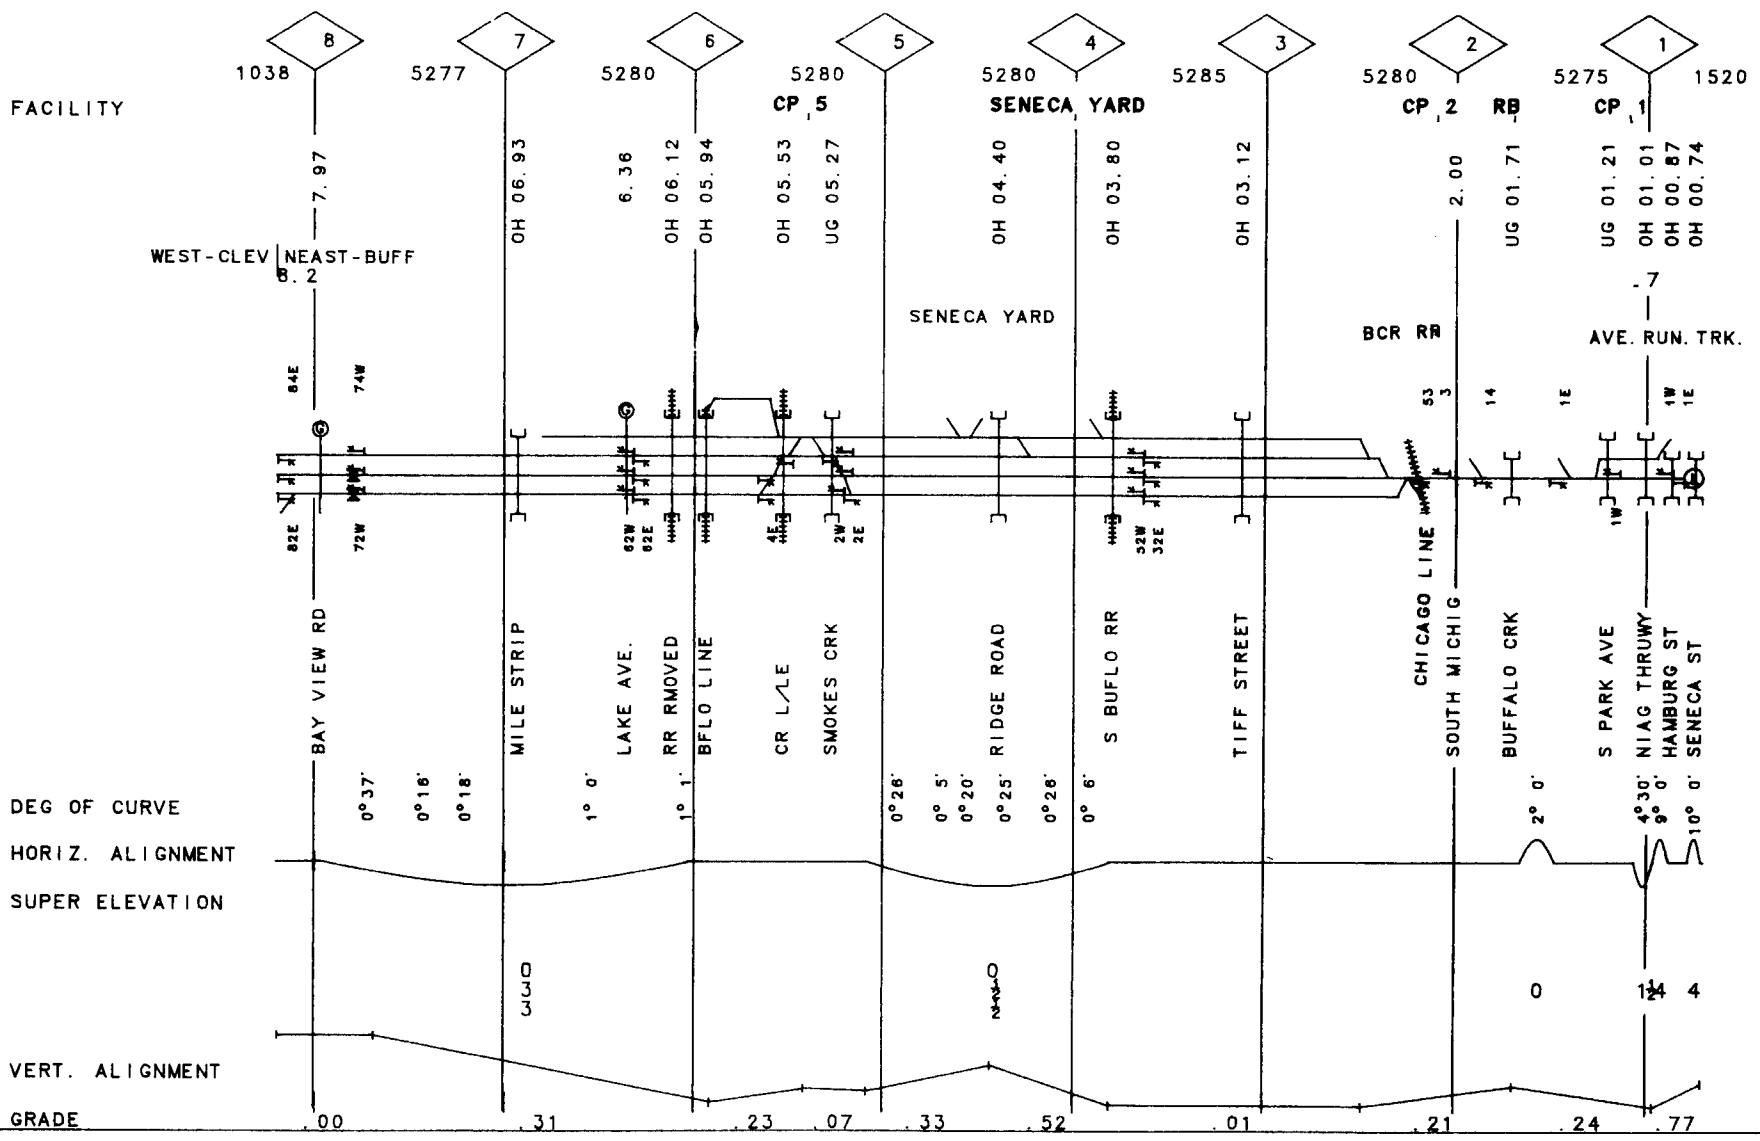 8 7 6 5 4 3 2 1
1038 5277 5280 5280 5280 5285 5280 5275 1520
FACILITY CP 5 SENECA YARD CP 2 RB CP 1
7.97
OH 06.93
6.36
OH 06.12
OH 05.94
OH 05.53
UG 05.27
OH 04.40
OH 03.80
OH 03.12
2.00
UG 01.71
UG 01.21
OH 01.01
OH 00.87
OH 00.74
WEST-CLEV NEAST-BUFF
8.2
.7
SENECA YARD
BCR RR
AVE. RUN. TRK.
84E 74W
53 3 14 1E 1W 1E
82E 72W 62W 62E 4E 2W 2E 52W 32E 1W
BAY VIEW RD
MILE STRIP
LAKE AVE.
RR RMOVED
BFLO LINE
CR L/LE
SMOKES CRK
RIDGE ROAD
S BUFLO RR
TIFF STREET
CHICAGO LINE
SOUTH MICHIG
BUFFALO CRK
S PARK AVE
NIAG THRUWY
HAMBURG ST
SENECA ST
DEG OF CURVE 0°37' 0°16' 0°18' 1° 0' 1° 1' 0°26' 0° 5' 0°20' 0°25' 0°26' 0° 6' 2° 0' 4°30' 9° 0' 10° 0'
HORIZ. ALIGNMENT
SUPER ELEVATION
0 3 3
0
0 4 4
VERT. ALIGNMENT
GRADE .00 .31 .23 .07 .33 .52 .01 .21 .24 .77